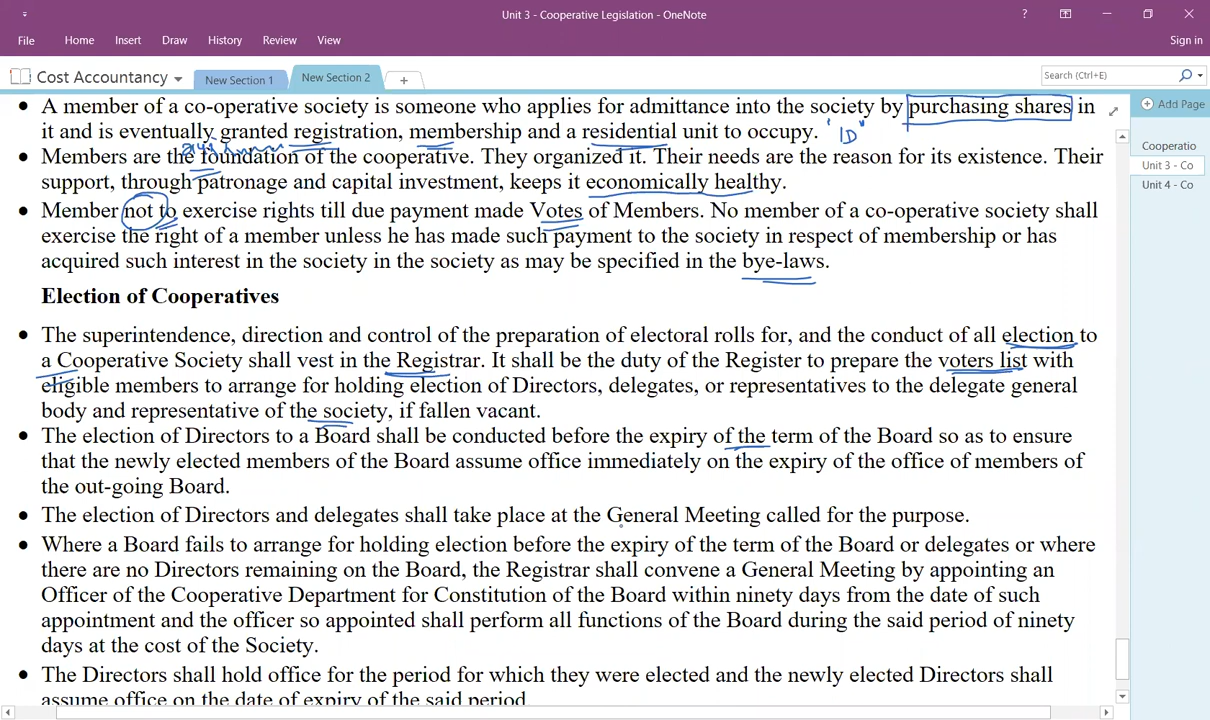 Unit 3 - Cooperative Legislation - OneNote
File Home Insert Draw History Review View
Sign in
Cost Accountancy New Section 1 New Section 2 +
Search (Ctrl+E)
Add Page
Cooperatio
Unit 3 - Co
Unit 4 - Co
• A member of a co-operative society is someone who applies for admittance into the society by purchasing shares in
it and is eventually granted registration, membership and a residential unit to occupy. "ID"
• Members are the foundation of the cooperative. They organized it. Their needs are the reason for its existence. Their
support, through patronage and capital investment, keeps it economically healthy.
• Member not to exercise rights till due payment made Votes of Members. No member of a co-operative society shall
exercise the right of a member unless he has made such payment to the society in respect of membership or has
acquired such interest in the society in the society as may be specified in the bye-laws.
Election of Cooperatives
• The superintendence, direction and control of the preparation of electoral rolls for, and the conduct of all election to
a Cooperative Society shall vest in the Registrar. It shall be the duty of the Register to prepare the voters list with
eligible members to arrange for holding election of Directors, delegates, or representatives to the delegate general
body and representative of the society, if fallen vacant.
• The election of Directors to a Board shall be conducted before the expiry of the term of the Board so as to ensure
that the newly elected members of the Board assume office immediately on the expiry of the office of members of
the out-going Board.
• The election of Directors and delegates shall take place at the General Meeting called for the purpose.
• Where a Board fails to arrange for holding election before the expiry of the term of the Board or delegates or where
there are no Directors remaining on the Board, the Registrar shall convene a General Meeting by appointing an
Officer of the Cooperative Department for Constitution of the Board within ninety days from the date of such
appointment and the officer so appointed shall perform all functions of the Board during the said period of ninety
days at the cost of the Society.
• The Directors shall hold office for the period for which they were elected and the newly elected Directors shall
assume office on the date of expiry of the said period.